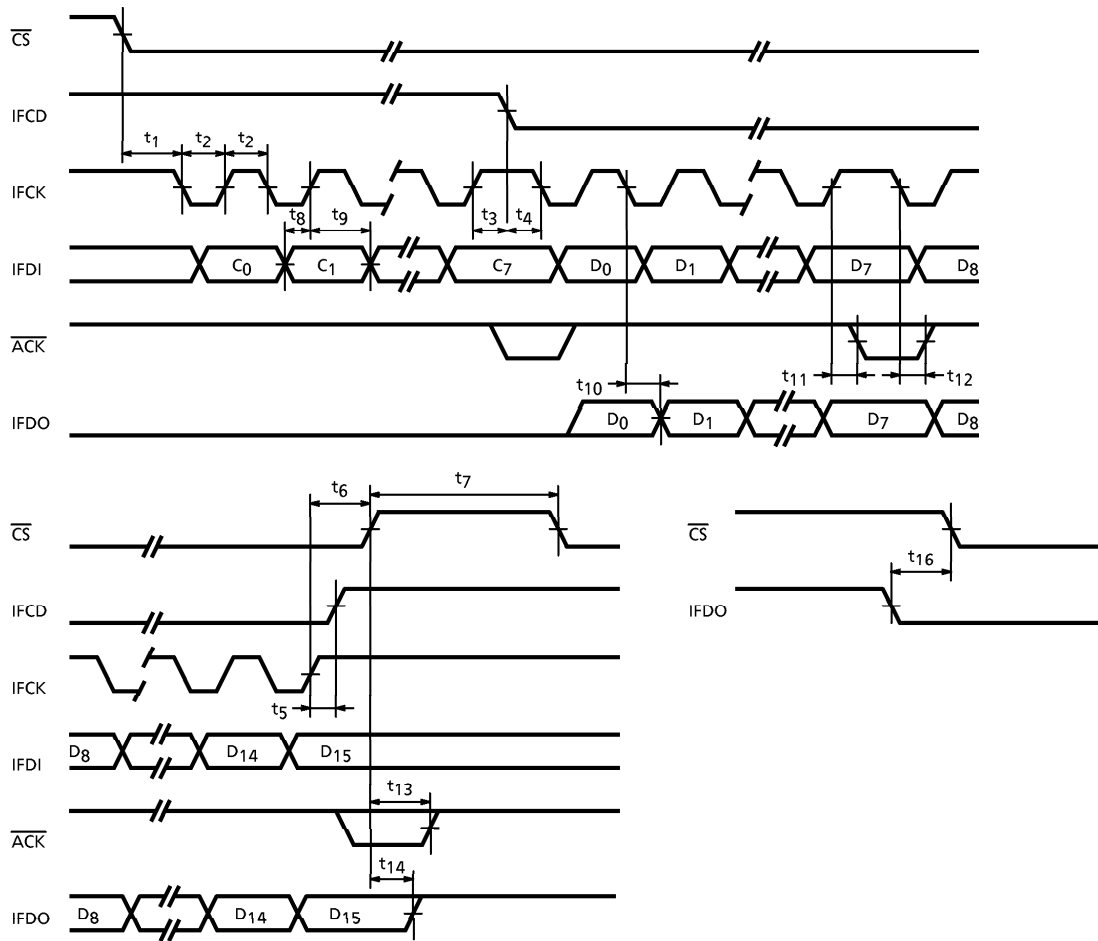 CS
IFCD
t1 t2 t2
IFCK
t8 t9 t3 t4
IFDI C0 C1 C7 D0 D1 D7 D8
ACK
t10 t11 t12
IFDO D0 D1 D7 D8
t6 t7
CS CS
t16
IFCD IFDO
IFCK
t5
IFDI D8 D14 D15
t13
ACK
t14
IFDO D8 D14 D15